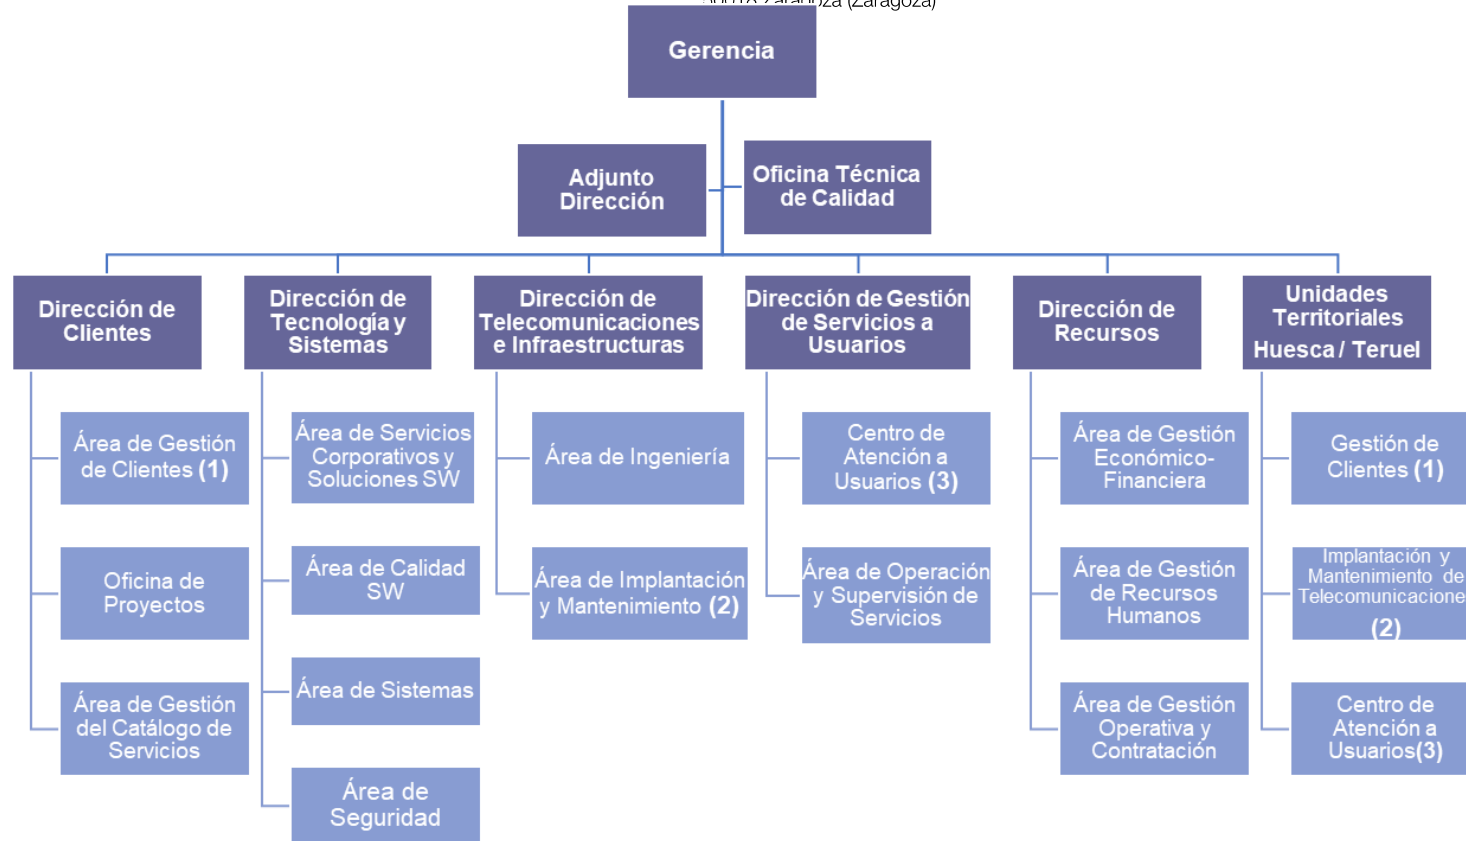 Zaragoza (Zaragoza)
Gerencia
Adjunto
Dirección
Oficina Técnica
de Calidad
Dirección de
Clientes
Dirección de
Tecnología y
Sistemas
Dirección de
Telecomunicaciones
e Infraestructuras
Dirección de Gestión
de Servicios a
Usuarios
Dirección de
Recursos
Unidades
Territoriales
Huesca / Teruel
Área de Gestión
de Clientes (1)
Oficina de
Proyectos
Área de Gestión
del Catálogo de
Servicios
Área de Servicios
Corporativos y
Soluciones SW
Área de Calidad
SW
Área de Sistemas
Área de
Seguridad
Área de Ingeniería
Área de Implantación
y Mantenimiento (2)
Centro de
Atención a
Usuarios (3)
Área de Operación
y Supervisión de
Servicios
Área de Gestión
Económico-
Financiera
Área de Gestión
de Recursos
Humanos
Área de Gestión
Operativa y
Contratación
Gestión de
Clientes (1)
Implantación y
Mantenimiento de
Telecomunicacione
(2)
Centro de
Atención a
Usuarios(3)